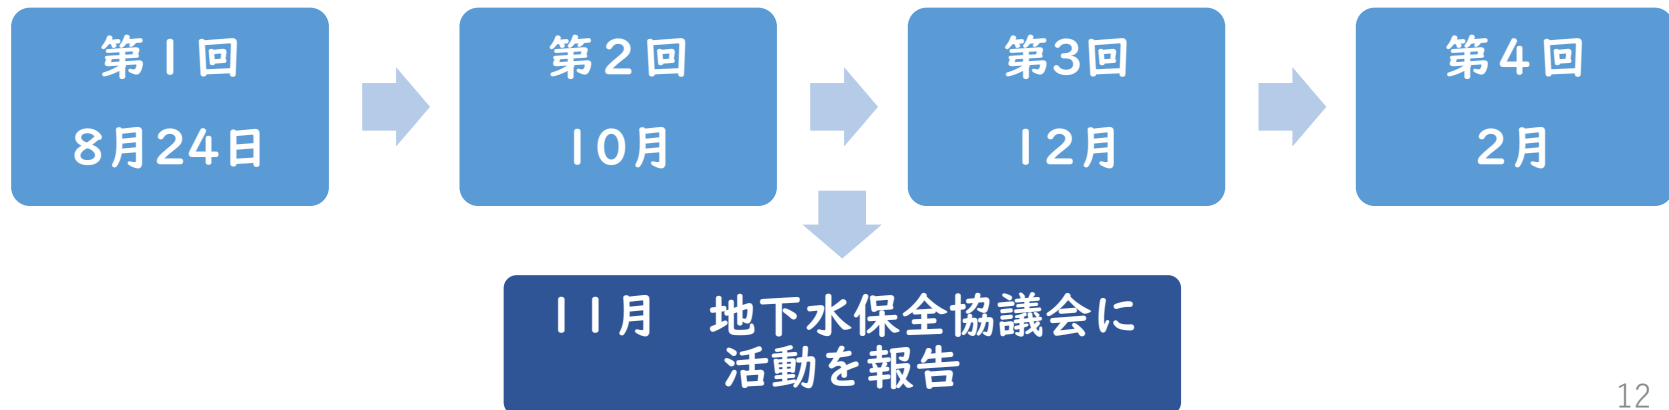 第1回
8月24日
第2回
10月
第3回
12月
第4回
2月
11月　地下水保全協議会に
活動を報告
12